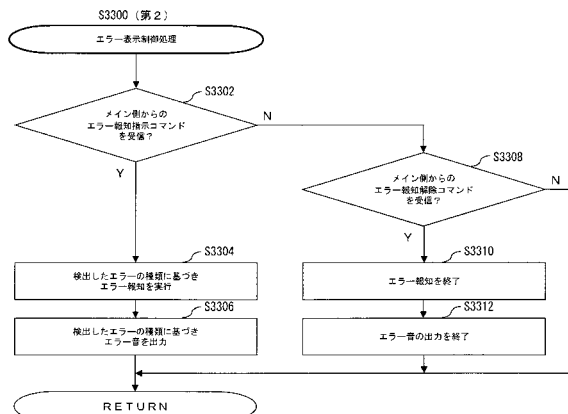 S3300 (第2)
エラー表示制御処理
S3302
メイン側からの
エラー報知指示コマンド
を受信?
N
Y
S3308
メイン側からの
エラー報知解除コマンド
を受信?
N
Y
S3304
検出したエラーの種類に基づき
エラー報知を実行
S3310
エラー報知を終了
S3306
検出したエラーの種類に基づき
エラー音を出力
S3312
エラー音の出力を終了
RETURN